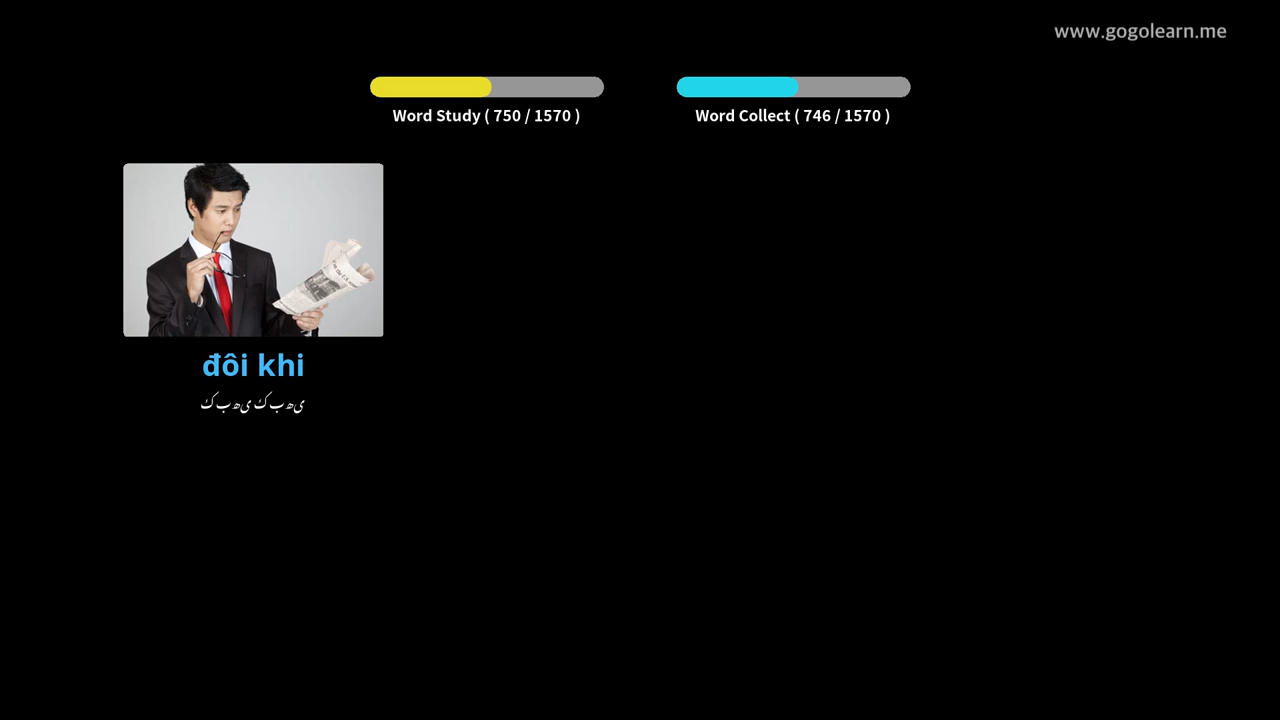 www.gogolearn.me
Word Study ( 750 / 1570 )
Word Collect ( 746 / 1570 )
đôi khi
کبھی کبھی